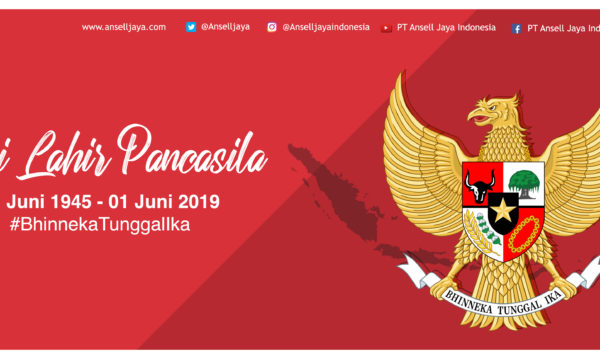 www.anselljaya.com @Anselljaya @Anselljayaindonesia PT Ansell Jaya Indonesia PT Ansell Jaya Ind
i Lahir Pancasila
Juni 1945 - 01 Juni 2019
#BhinnekaTunggalIka
BHINNEKA TUNGGAL IKA